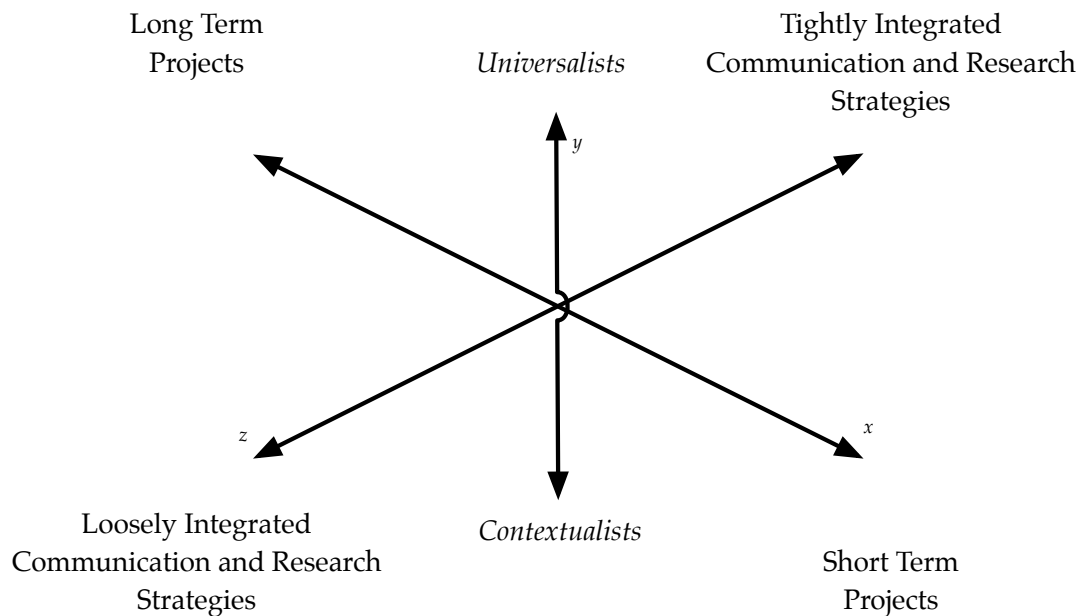 Long Term
Projects
Universalists
Tightly Integrated
Communication and Research
Strategies
y
z
x
Loosely Integrated
Communication and Research
Strategies
Contextualists
Short Term
Projects